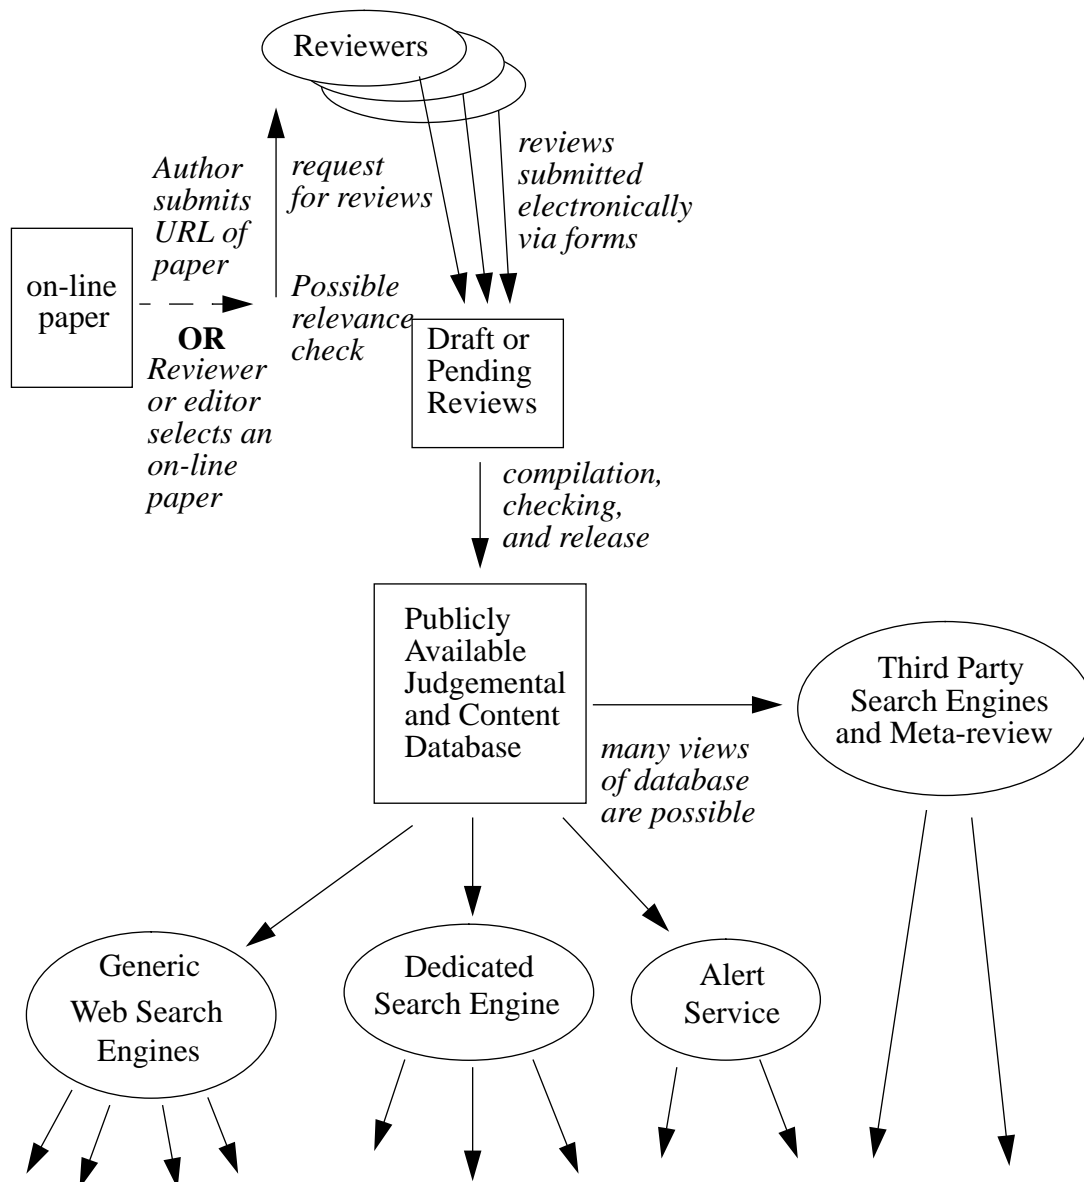 Reviewers
reviews
submitted
electronically
via forms
Author
submits
URL of
paper
request
for reviews
on-line
paper
OR
Reviewer
or editor
selects an
on-line
paper
Possible
relevance
check
Draft or
Pending
Reviews
compilation,
checking,
and release
Publicly
Available
Judgemental
and Content
Database
many views
of database
are possible
Third Party
Search Engines
and Meta-review
Generic
Web Search
Engines
Dedicated
Search Engine
Alert
Service